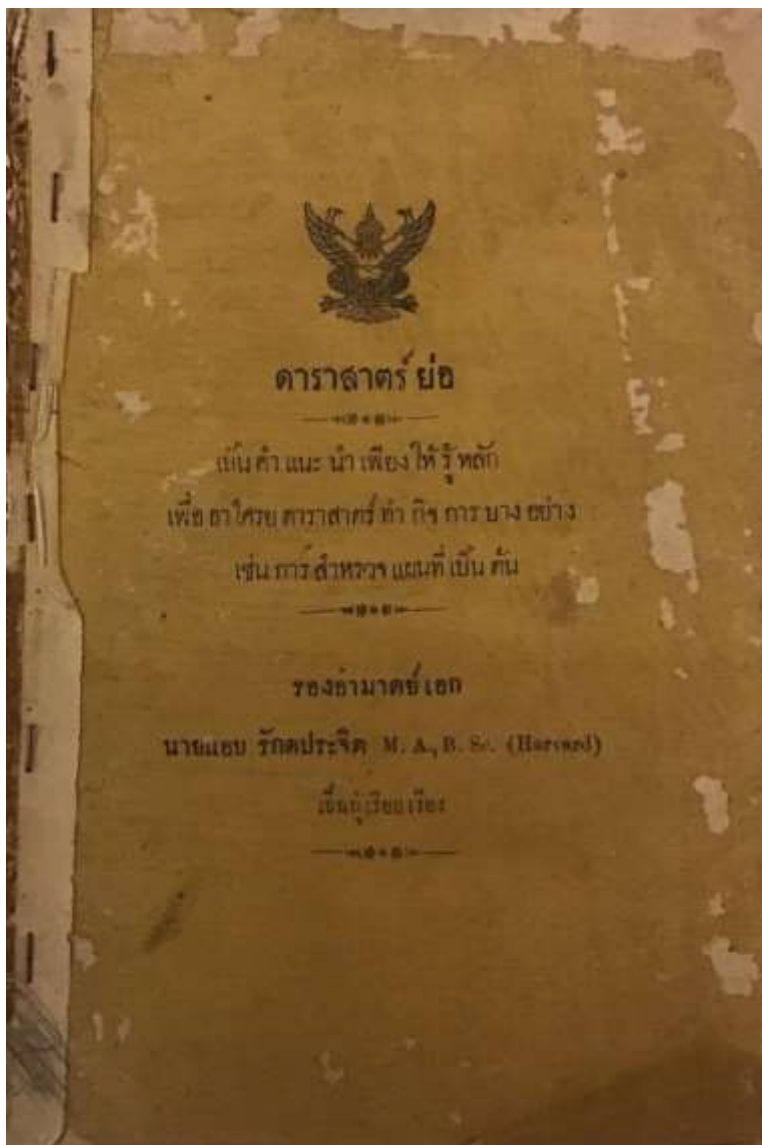 ดาราสาตร์ ย่อ
เป็น คำ แนะ นำ เพียง ให้ รู้ หลัก
เพื่อ อาไศรย ดาราสาตร์ ทำ กิจ การ บาง อย่าง
เช่น การ สำหรวจ แผนที่ เป็น ต้น
รองอำมาตย์เอก
นายแอบ รักตประจิต M. A., B. Sc. (Harvard)
เป็นผู้เรียบเรียง